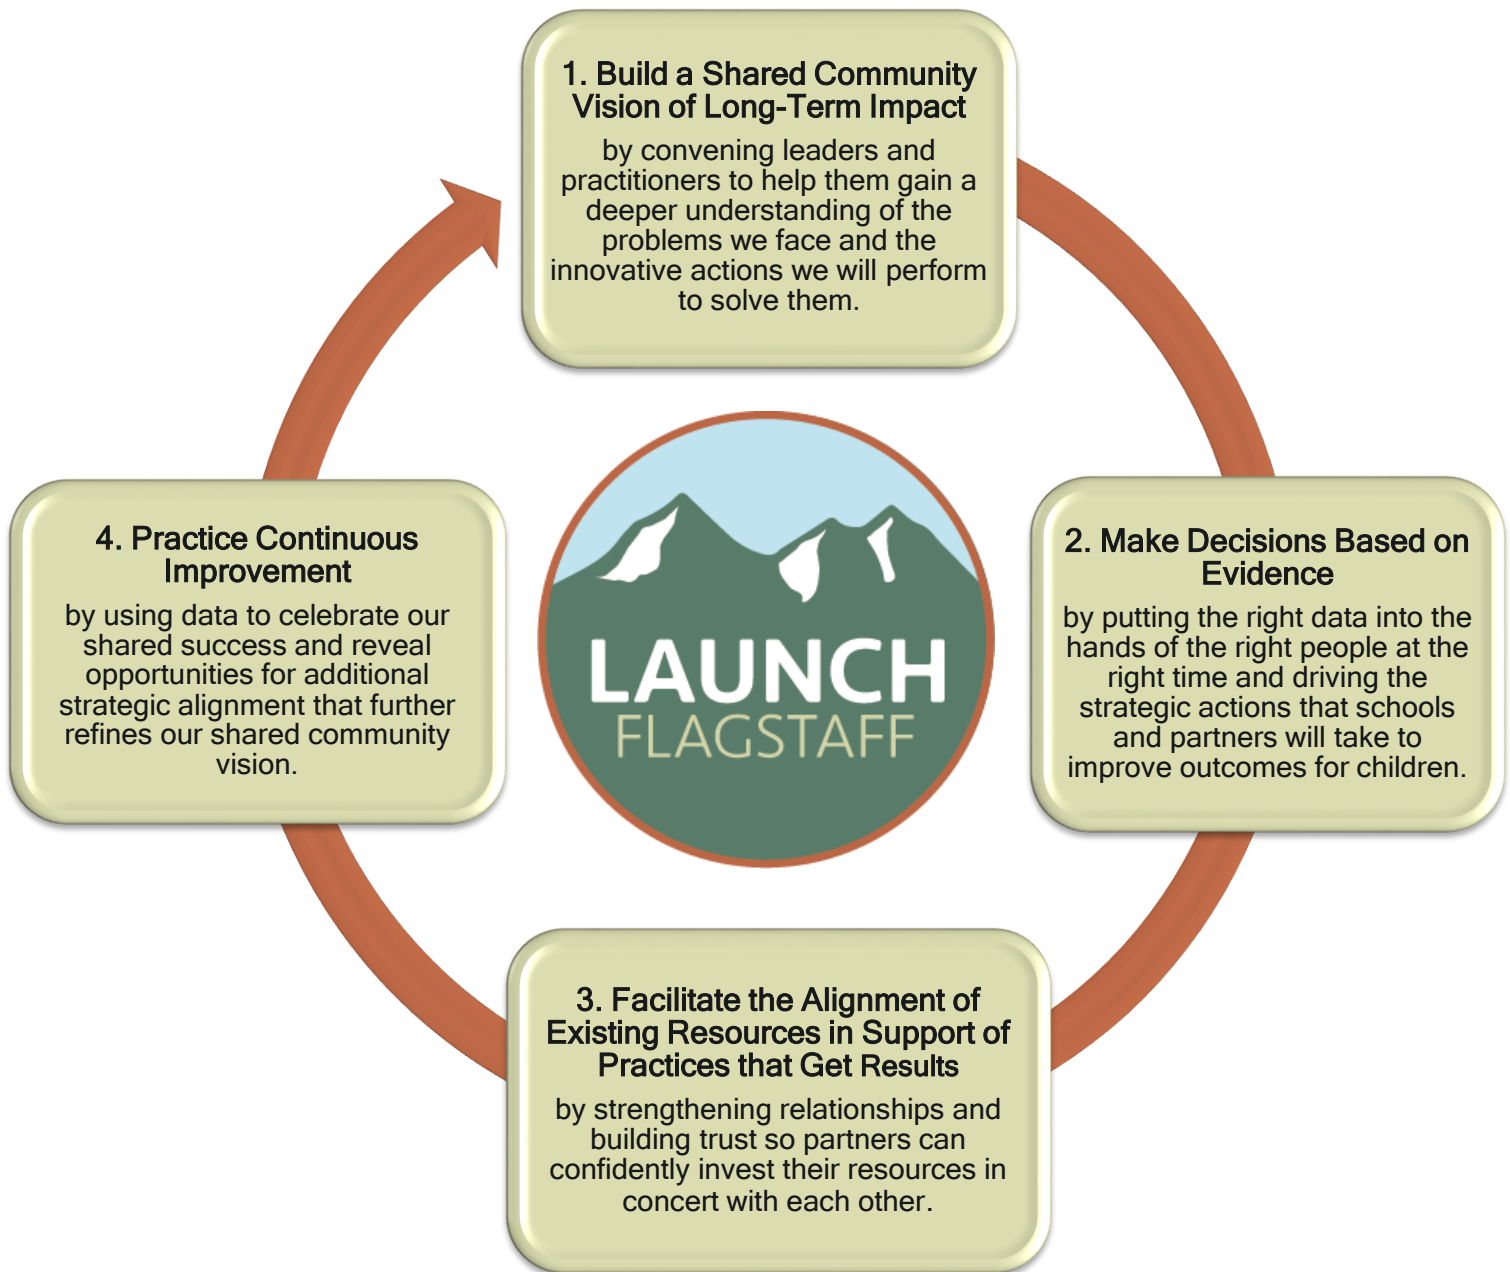 1. Build a Shared Community
Vision of Long-Term Impact
by convening leaders and
practitioners to help them gain a
deeper understanding of the
problems we face and the
innovative actions we will perform
to solve them.
2. Make Decisions Based on
Evidence
by putting the right data into the
hands of the right people at the
right time and driving the
strategic actions that schools
and partners will take to
improve outcomes for children.
3. Facilitate the Alignment of
Existing Resources in Support of
Practices that Get Results
by strengthening relationships and
building trust so partners can
confidently invest their resources in
concert with each other.
4. Practice Continuous
Improvement
by using data to celebrate our
shared success and reveal
opportunities for additional
strategic alignment that further
refines our shared community
vision.
LAUNCH
FLAGSTAFF